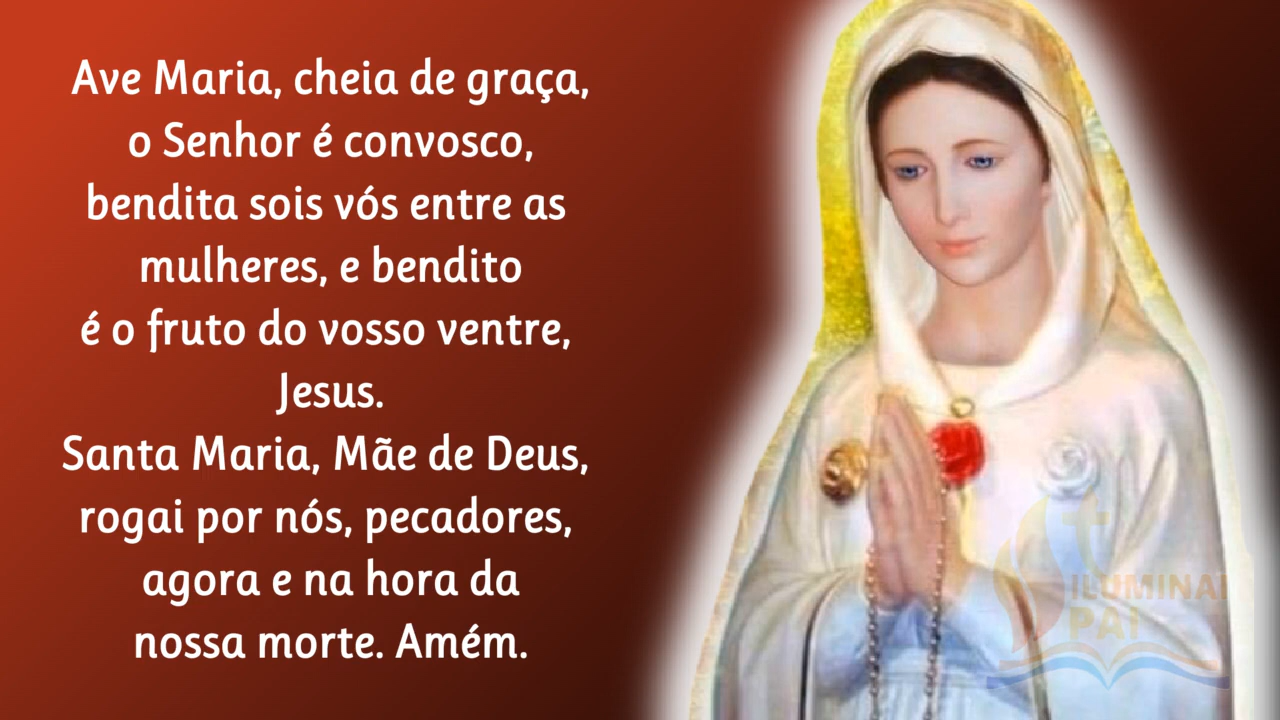 Ave Maria, cheia de graça,
o Senhor é convosco,
bendita sois vós entre as
mulheres, e bendito
é o fruto do vosso ventre,
Jesus.
Santa Maria, Mãe de Deus,
rogai por nós, pecadores,
agora e na hora da
nossa morte. Amém.
ILUMINAI
PAI